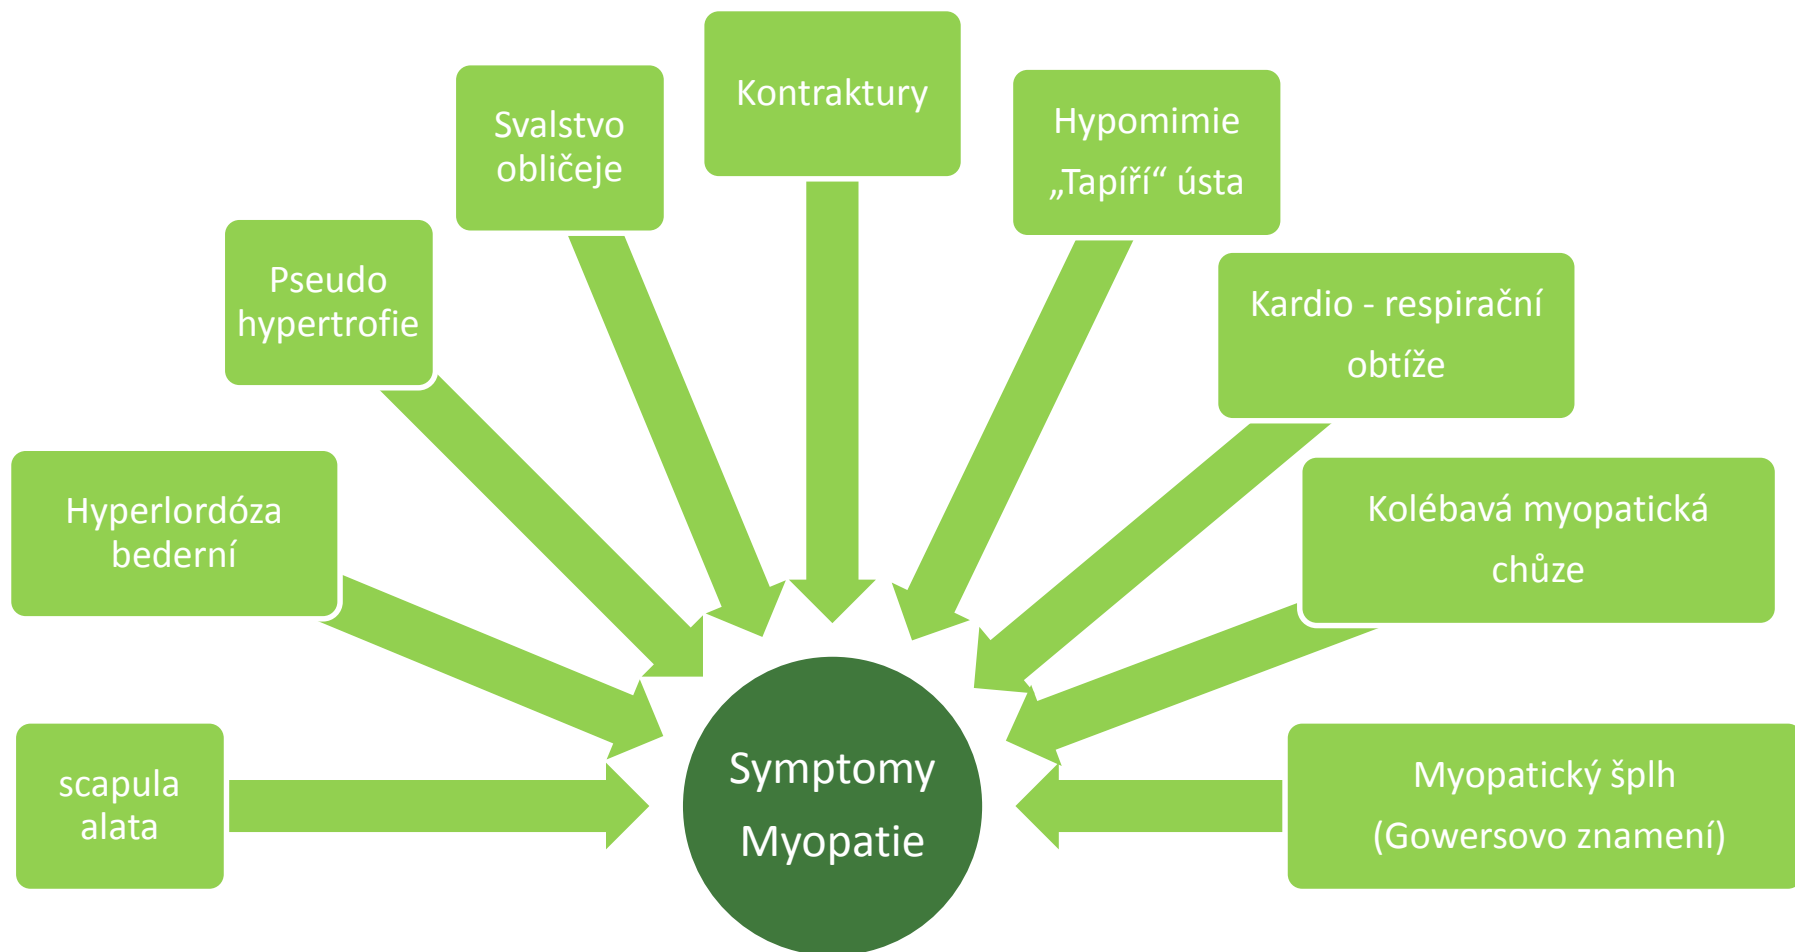 Kontraktury
Svalstvo
obličeje
Hypomimie
„Tapíří“ ústa
Pseudo
hypertrofie
Kardio - respirační
obtíže
Hyperlordóza
bederní
Kolébavá myopatická
chůze
scapula
alata
Symptomy
Myopatie
Myopatický šplh
(Gowersovo znamení)